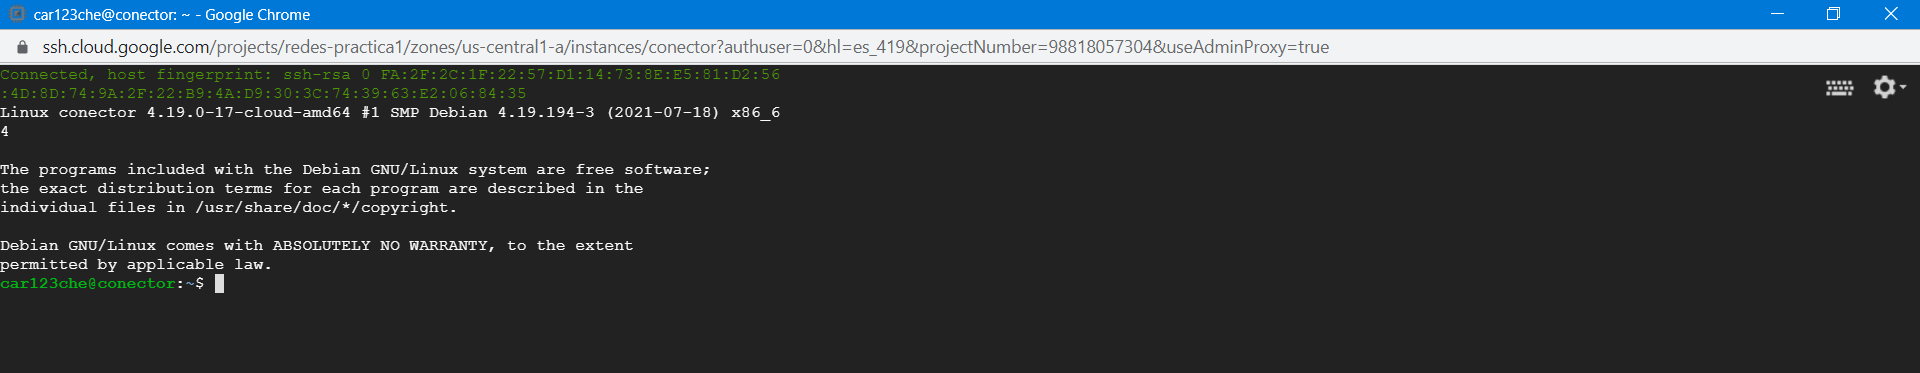 car123che@conector: ~ - Google Chrome
ssh.cloud.google.com/projects/redes-practica1/zones/us-central1-a/instances/conector?authuser=0&hl=es_419&projectNumber=98818057304&useAdminProxy=true
Connected, host fingerprint: ssh-rsa 0 FA:2F:2C:1F:22:57:D1:14:73:8E:E5:81:D2:56
:4D:8D:74:9A:2F:22:B9:4A:D9:30:3C:74:39:63:E2:06:84:35
Linux conector 4.19.0-17-cloud-amd64 #1 SMP Debian 4.19.194-3 (2021-07-18) x86_6
4
The programs included with the Debian GNU/Linux system are free software;
the exact distribution terms for each program are described in the
individual files in /usr/share/doc/*/copyright.
Debian GNU/Linux comes with ABSOLUTELY NO WARRANTY, to the extent
permitted by applicable law.
car123che@conector:~$